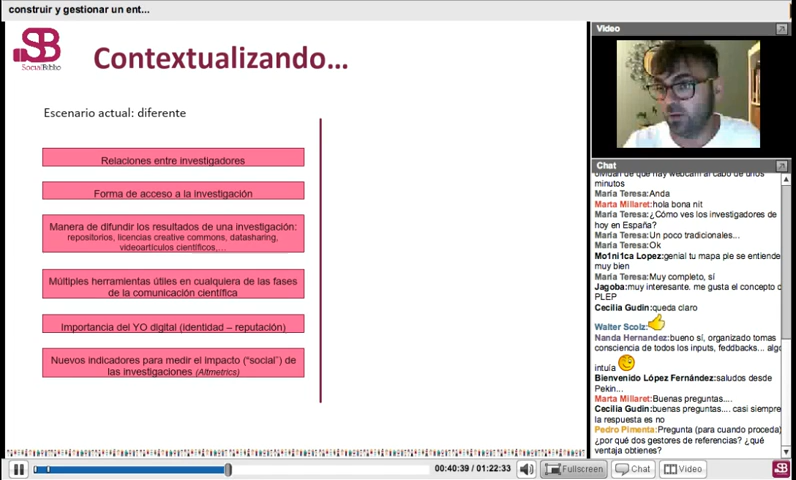 construir y gestionar un ent...
SB
SocialBiblio
Contextualizando...
Escenario actual: diferente
Relaciones entre investigadores
Forma de acceso a la investigación
Manera de difundir los resultados de una investigación:
repositorios, licencias creative commons, datasharing,
videoartículos científicos,...
Múltiples herramientas útiles en cualquiera de las fases
de la comunicación científica
Importancia del YO digital (identidad – reputación)
Nuevos indicadores para medir el impacto ("social") de
las investigaciones (Altmetrics)
Video
Chat
olvidan de que hay webcam al cabo de unos
minutos
María Teresa:Anda
Marta Millaret:hola bona nit
María Teresa:¿Cómo ves los investigadores de
hoy en España?
María Teresa:Un poco tradicionales...
María Teresa:Ok
Mo1ni1ca Lopez:genial tu mapa ple se entiende
muy bien
María Teresa:Muy completo, sí
Jagoba:muy interesante. me gusta el concepto d
PLEP
Cecilia Gudin:queda claro
Walter Scolz:
Nanda Hernandez:bueno sí, organizado tomas
consciencia de todos los inputs, feddbacks... algo
intuía
Bienvenido López Fernández:saludos desde
Pekin...
Marta Millaret:Buenas preguntas....
Cecilia Gudin:buenas preguntas.... casi siempre
la respuesta es no
Pedro Pimenta:Pregunta (para cuando proceda)
¿por qué dos gestores de referencias? ¿qué
ventaja obtienes?
00:40:39 / 01:22:33
Fullscreen
Chat
Video
SB